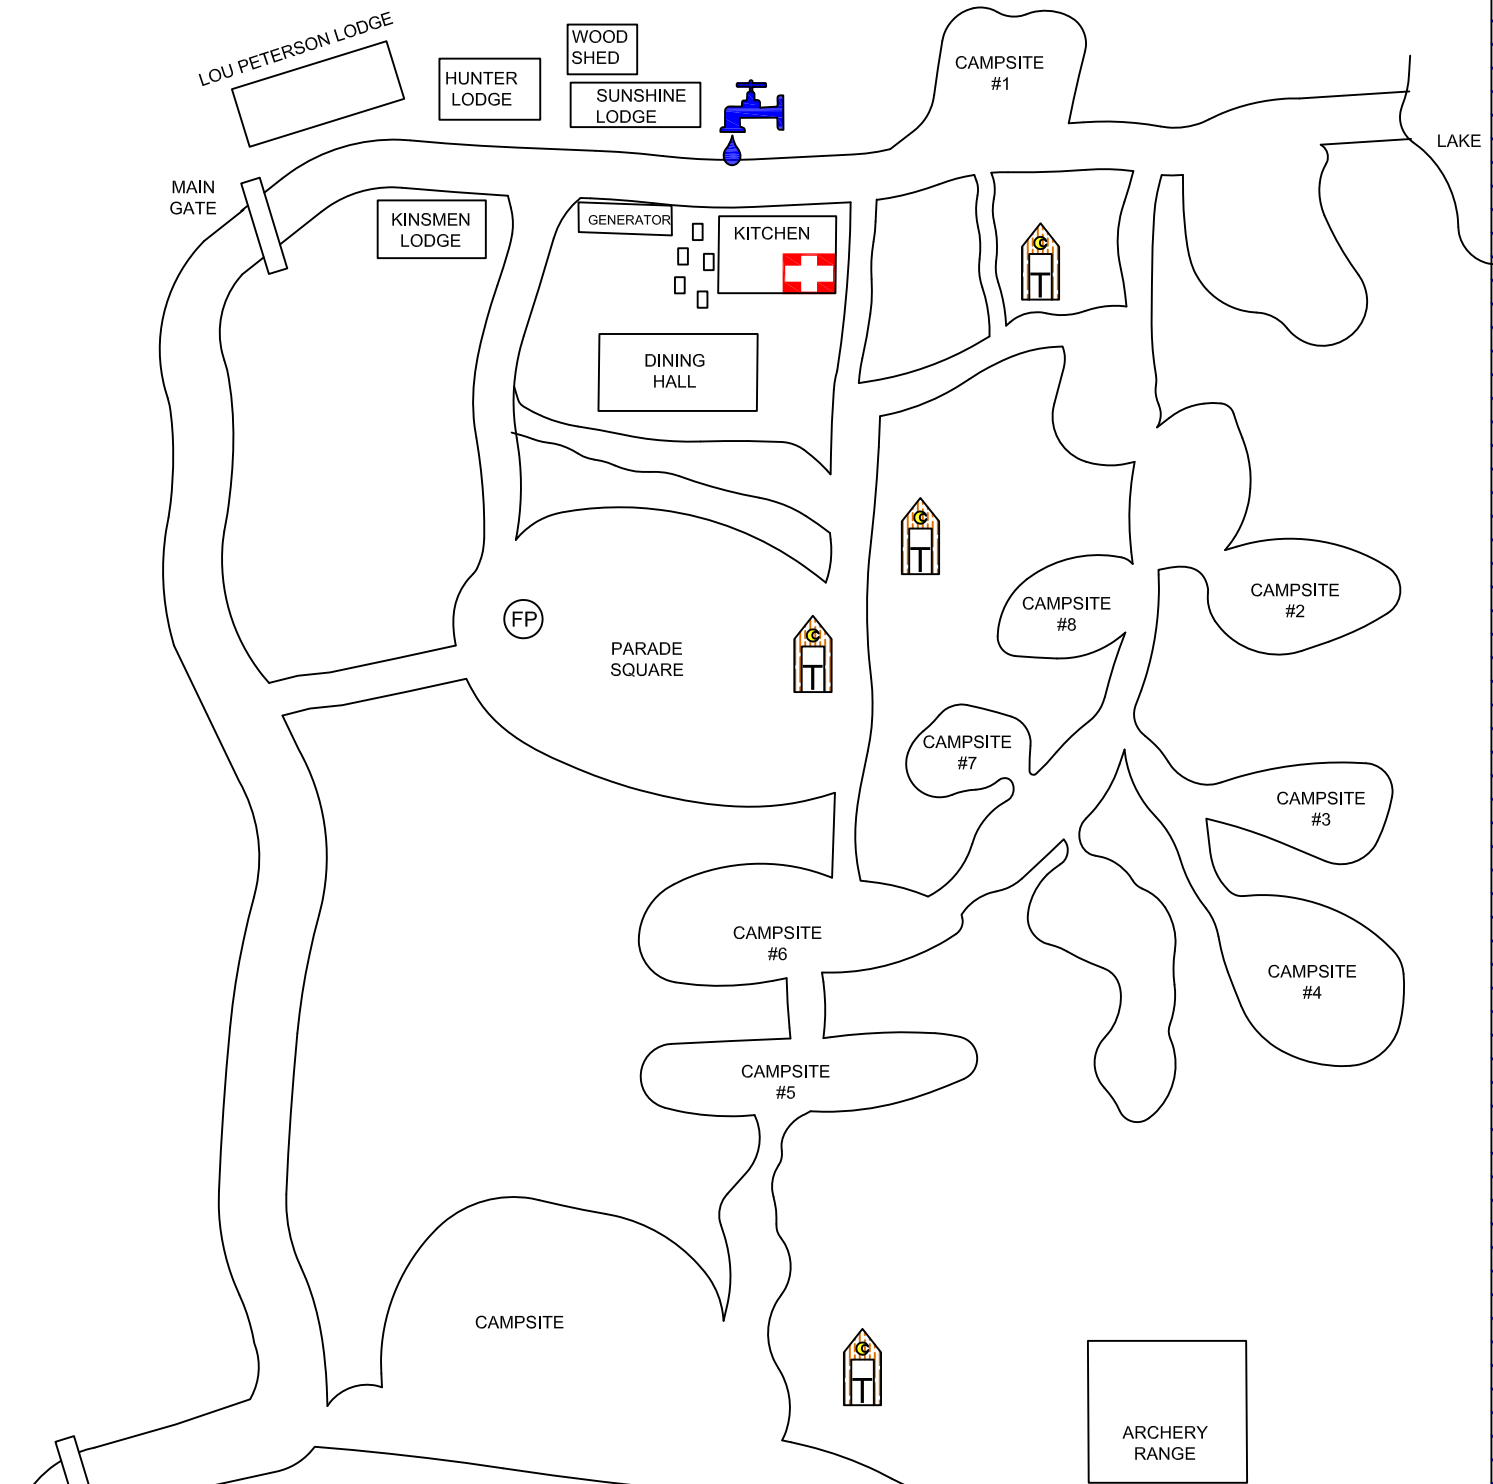 LOU PETERSON LODGE
HUNTER
LODGE
WOOD
SHED
SUNSHINE
LODGE
CAMPSITE
#1
LAKE
MAIN
GATE
KINSMEN
LODGE
GENERATOR
KITCHEN
C
T
DINING
HALL
C
T
CAMPSITE
#8
CAMPSITE
#2
FP
PARADE
SQUARE
C
T
CAMPSITE
#7
CAMPSITE
#3
CAMPSITE
#6
CAMPSITE
#4
CAMPSITE
#5
CAMPSITE
C
T
ARCHERY
RANGE